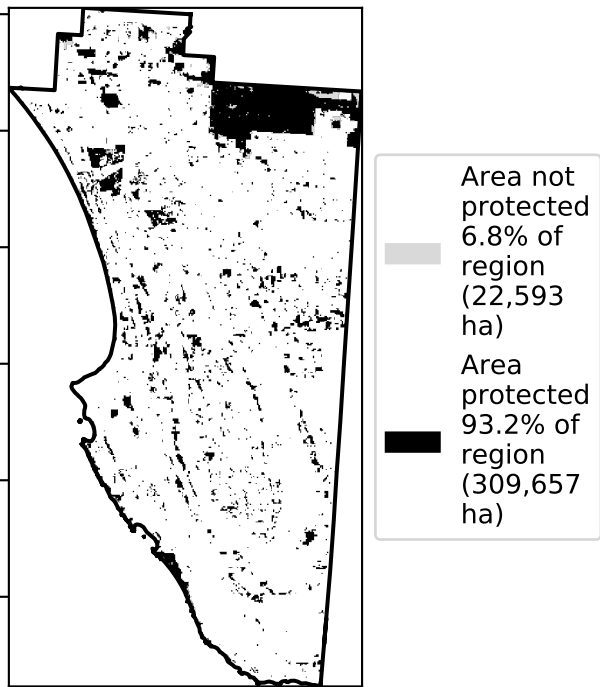 Area not
protected
6.8% of
region
(22,593
ha)
Area
protected
93.2% of
region
(309,657
ha)